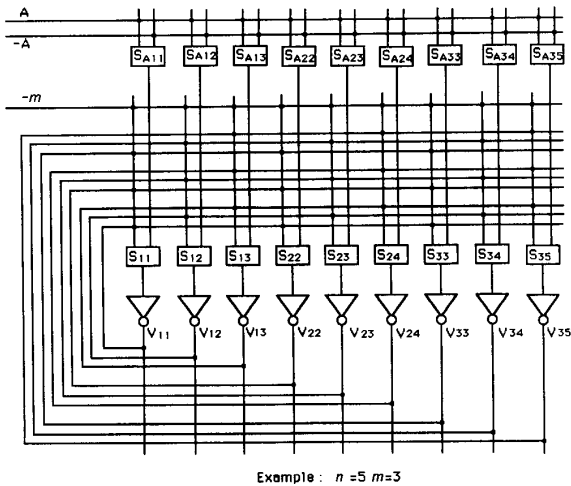 A
-A
SA11 SA12 SA13 SA22 SA23 SA24 SA33 SA34 SA35
-m
S11 S12 S13 S22 S23 S24 S33 S34 S35
V11 V12 V13 V22 V23 V24 V33 V34 V35
Example : n =5 m=3